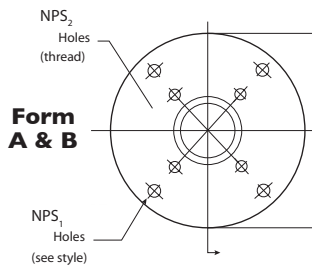 NPS₂
Holes
(thread)
Form
A & B
NPS₁
Holes
(see style)